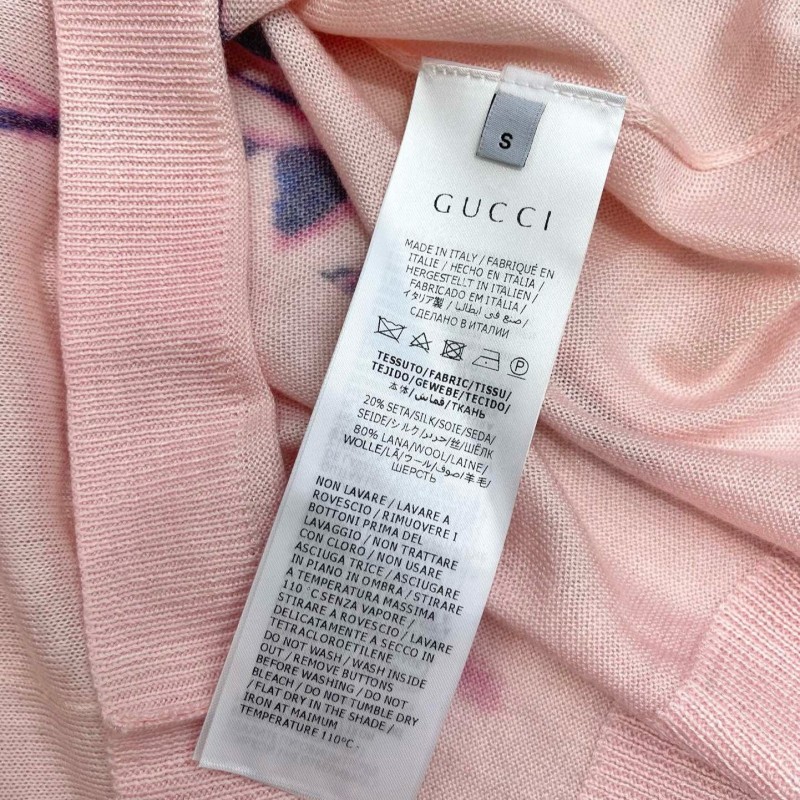 S
GUCCI
MADE IN ITALY / FABRIQUÉ EN
ITALIE / HECHO EN ITALIA /
HERGESTELLT IN ITALIEN /
FABRICADO EM ITÁLIA /
イタリア製 / صنع في ايطاليا /
СДЕЛАНО В ИТАЛИИ
P
TESSUTO/FABRIC/TISSU/
TEJIDO/GEWEBE/TECIDO/
本体/قماش/ТКАНЬ
20% SETA/SILK/SOIE/SEDA/
SEIDE/シルク/حرير/丝/ШЁЛК
80% LANA/WOOL/LAINE/
WOLLE/LÃ/ウール/صوف/羊毛/
ШЕРСТЬ
NON LAVARE / LAVARE A
ROVESCIO / RIMUOVERE I
BOTTONI PRIMA DEL
LAVAGGIO / NON TRATTARE
CON CLORO / NON USARE
ASCIUGA TRICE / ASCIUGARE
IN PIANO IN OMBRA / STIRARE
A TEMPERATURA MASSIMA
110°C SENZA VAPORE /
STIRARE A ROVESCIO / LAVARE
DELICATAMENTE A SECCO IN
TETRACLOROETILENE
DO NOT WASH / WASH INSIDE
OUT / REMOVE BUTTONS
BEFORE WASHING / DO NOT
BLEACH / DO NOT TUMBLE DRY
/ FLAT DRY IN THE SHADE /
IRON AT MAIMUM
TEMPERATURE 110ºC